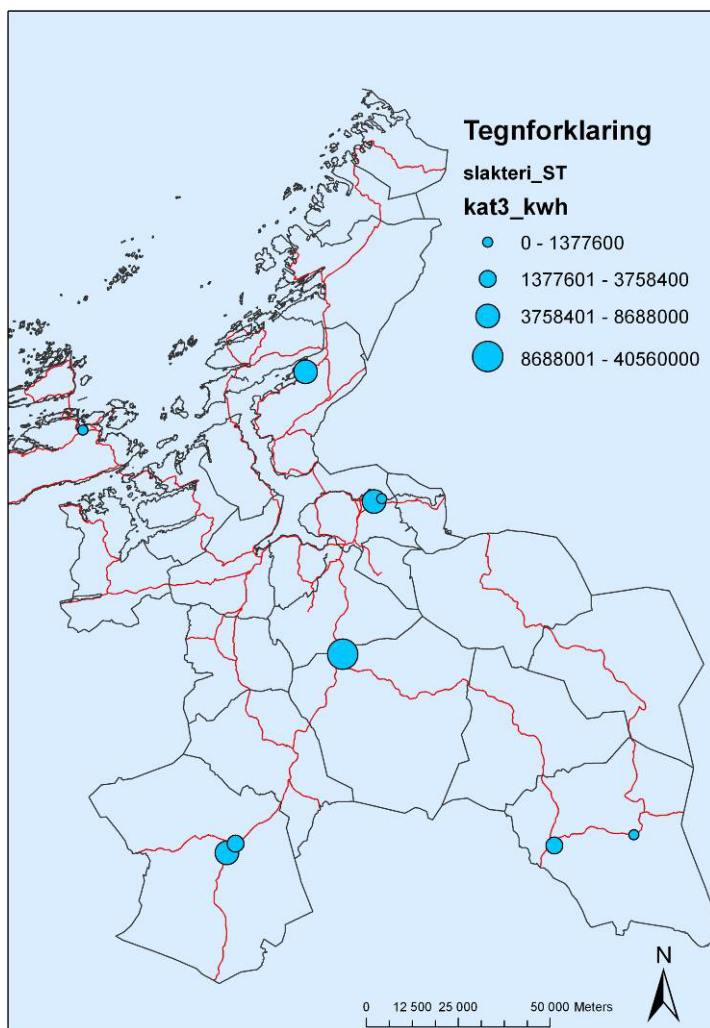 Tegnforklaring
slakteri_ST
kat3_kwh
0 - 1377600
1377601 - 3758400
3758401 - 8688000
8688001 - 40560000
N
0 12 500 25 000 50 000 Meters